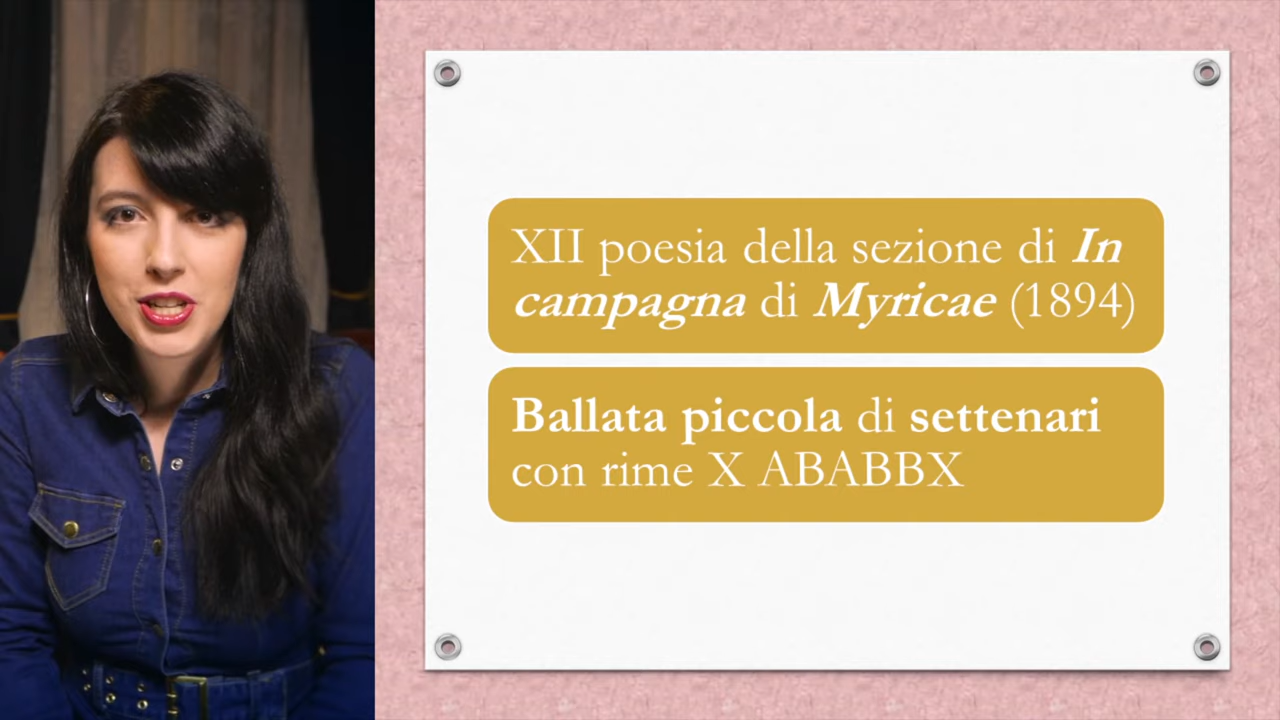 XII poesia della sezione di In
campagna di Myricae (1894)
Ballata piccola di settenari
con rime X ABABBX